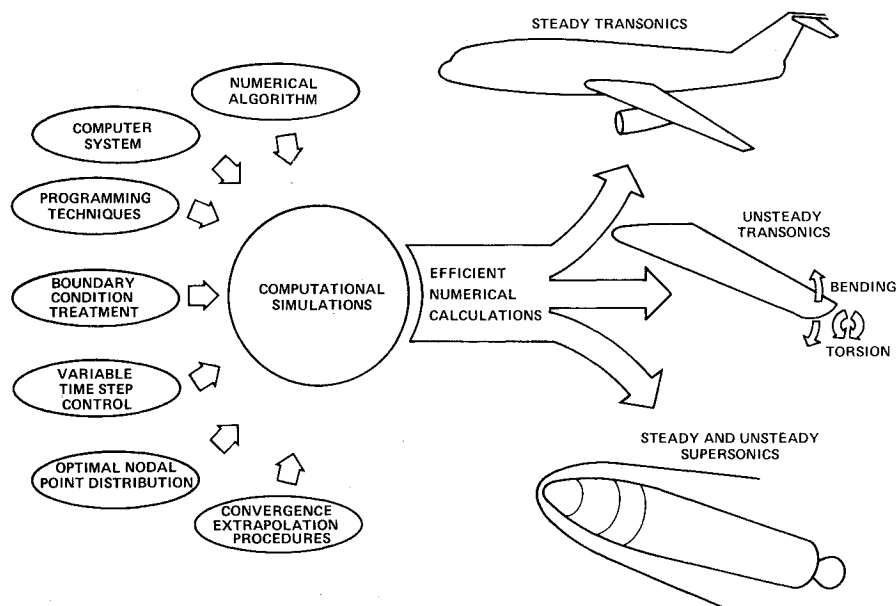 STEADY TRANSONICS
NUMERICAL
ALGORITHM
COMPUTER
SYSTEM
PROGRAMMING
TECHNIQUES
BOUNDARY
CONDITION
TREATMENT
VARIABLE
TIME STEP
CONTROL
OPTIMAL NODAL
POINT DISTRIBUTION
CONVERGENCE
EXTRAPOLATION
PROCEDURES
COMPUTATIONAL
SIMULATIONS
EFFICIENT
NUMERICAL
CALCULATIONS
UNSTEADY
TRANSONICS
BENDING
TORSION
STEADY AND UNSTEADY
SUPERSONICS